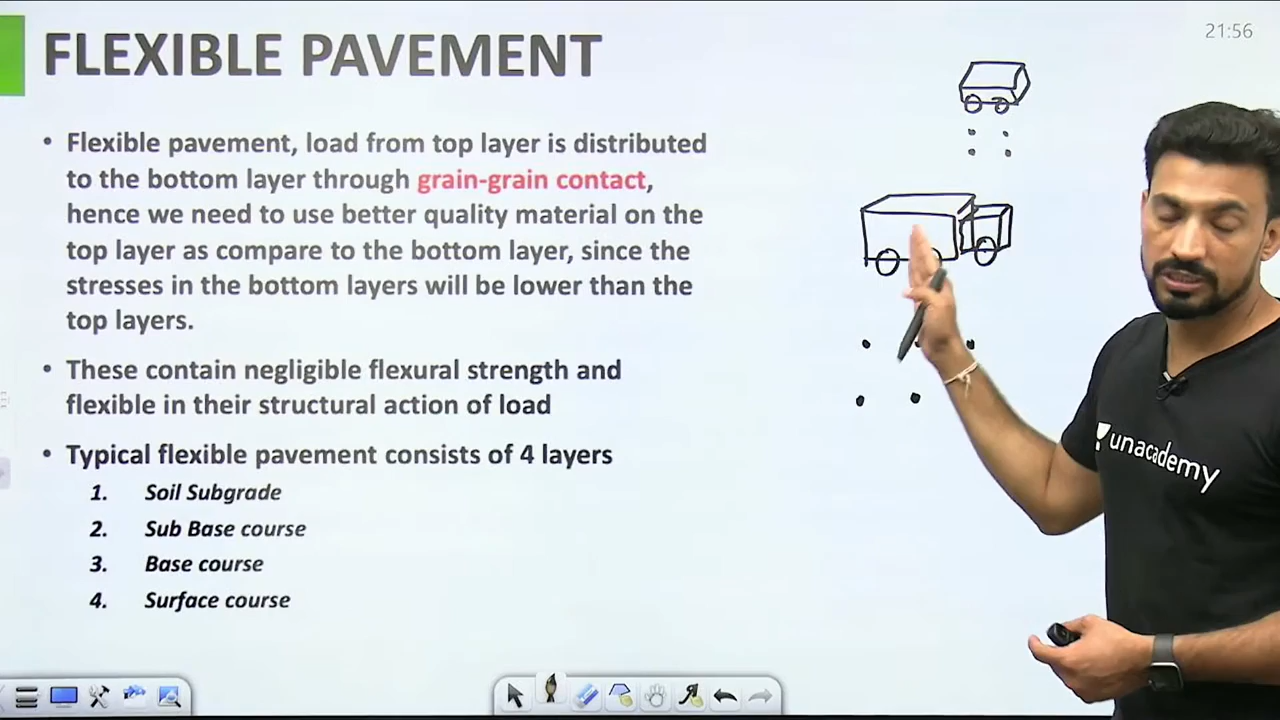 FLEXIBLE PAVEMENT
21:56
• Flexible pavement, load from top layer is distributed
to the bottom layer through grain-grain contact,
hence we need to use better quality material on the
top layer as compare to the bottom layer, since the
stresses in the bottom layers will be lower than the
top layers.
• These contain negligible flexural strength and
flexible in their structural action of load
• Typical flexible pavement consists of 4 layers
1. Soil Subgrade
2. Sub Base course
3. Base course
4. Surface course
unacademy